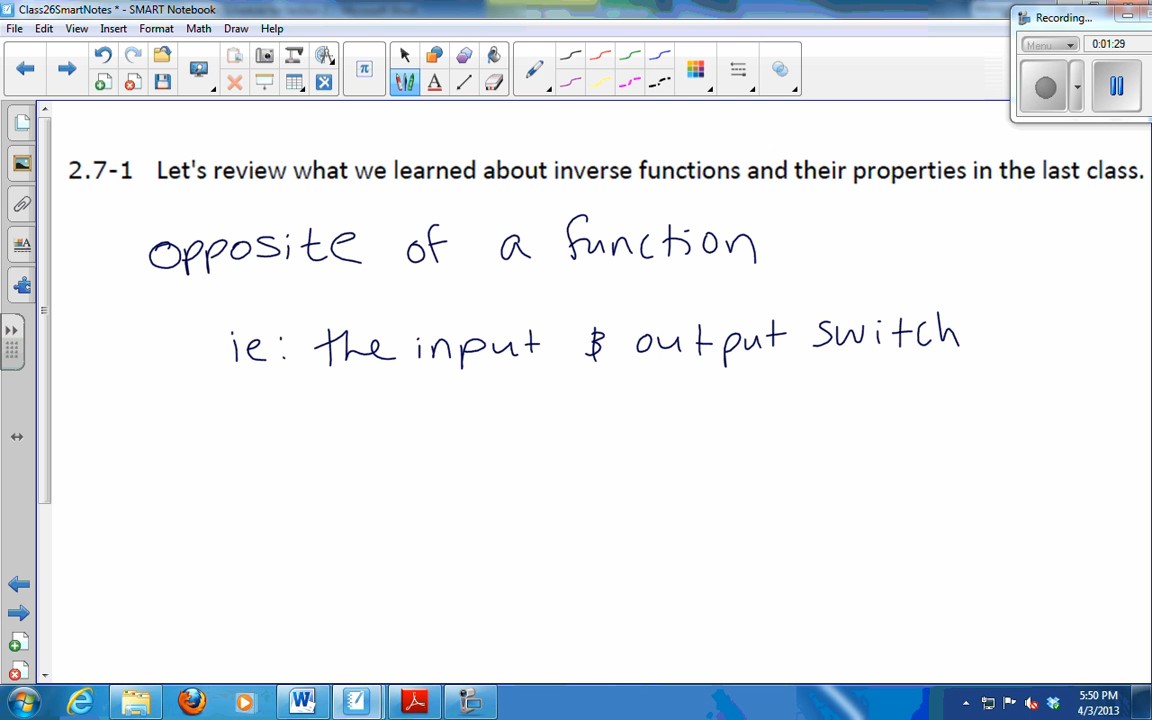 Class26SmartNotes * - SMART Notebook
Recording...
File Edit View Insert Format Math Draw Help
Menu
0:01:29
π
A
2.7-1 Let's review what we learned about inverse functions and their properties in the last class.
opposite of a function
ie: the input & output switch
5:50 PM
4/3/2013